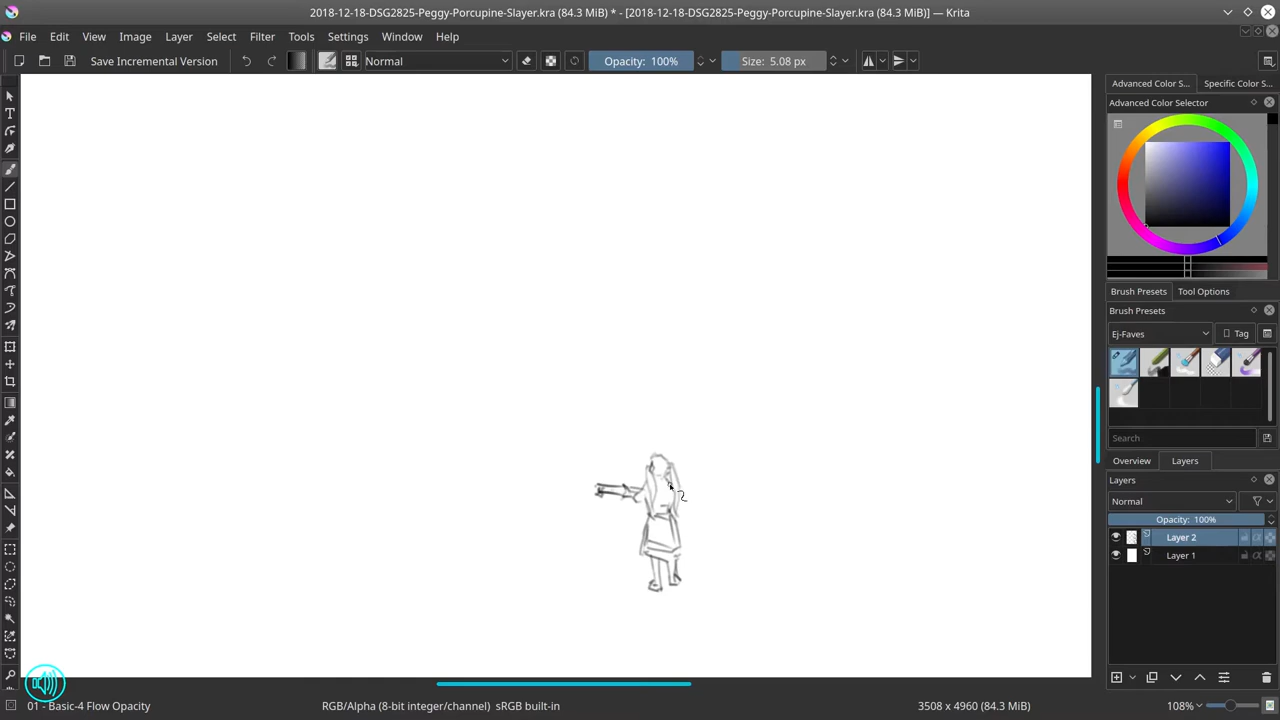 2018-12-18-DSG2825-Peggy-Porcupine-Slayer.kra (84.3 MiB) * - [2018-12-18-DSG2825-Peggy-Porcupine-Slayer.kra (84.3 MiB)] — Krita
File Edit View Image Layer Select Filter Tools Settings Window Help
Save Incremental Version Normal Opacity: 100% Size: 5.08 px
Advanced Color S... Specific Color S...
Advanced Color Selector
Brush Presets Tool Options
Brush Presets
Ej-Faves Tag
Search
Overview Layers
Layers
Normal
Opacity: 100%
Layer 2
Layer 1
01 - Basic-4 Flow Opacity RGB/Alpha (8-bit integer/channel) sRGB built-in 3508 x 4960 (84.3 MiB) 108%